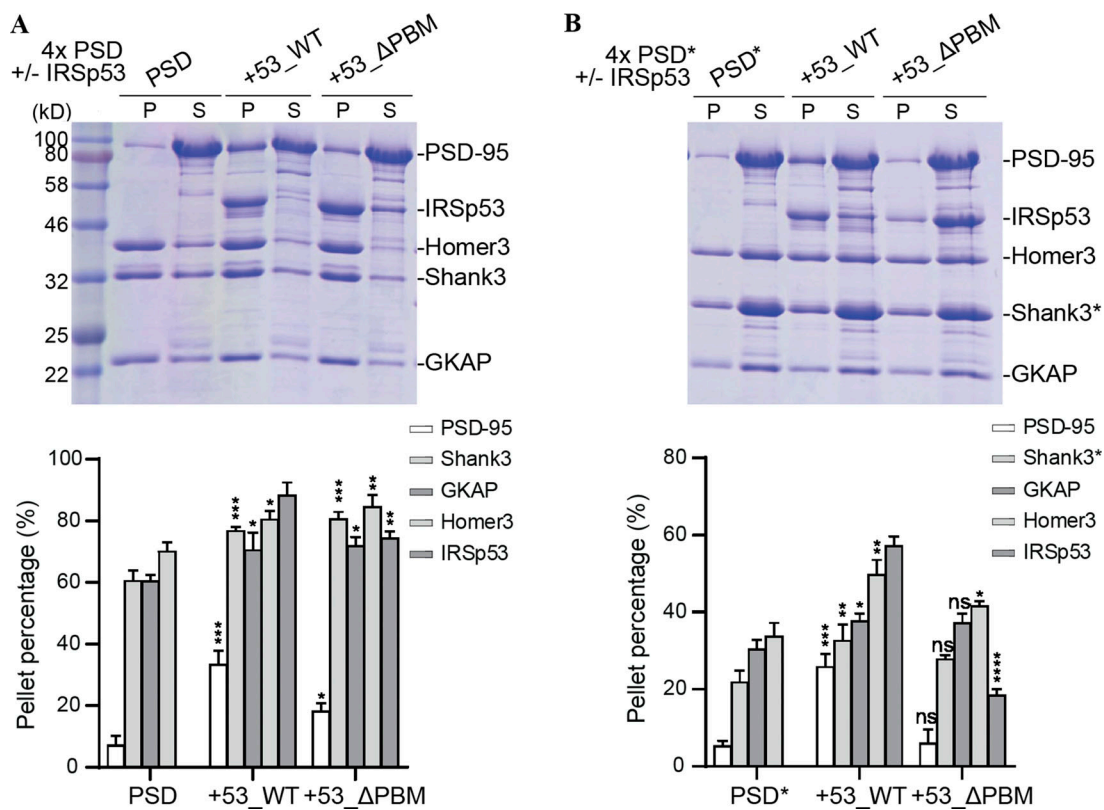 A
4x PSD
+/- IRSp53
PSD
+53_WT
+53_ΔPBM
(kD)
P S P S P S
100
80
58
46
32
25
22
-PSD-95
-IRSp53
-Homer3
-Shank3
-GKAP
PSD-95
Shank3
GKAP
Homer3
IRSp53
Pellet percentage (%)
100
80
60
40
20
0
***
***
*
*
*
***
*
**
**
PSD
+53_WT
+53_ΔPBM
B
4x PSD*
+/- IRSp53
PSD*
+53_WT
+53_ΔPBM
P S P S P S
-PSD-95
-IRSp53
-Homer3
-Shank3*
-GKAP
PSD-95
Shank3*
GKAP
Homer3
IRSp53
Pellet percentage (%)
80
60
40
20
0
***
**
*
**
ns
ns
ns
*
****
PSD*
+53_WT
+53_ΔPBM